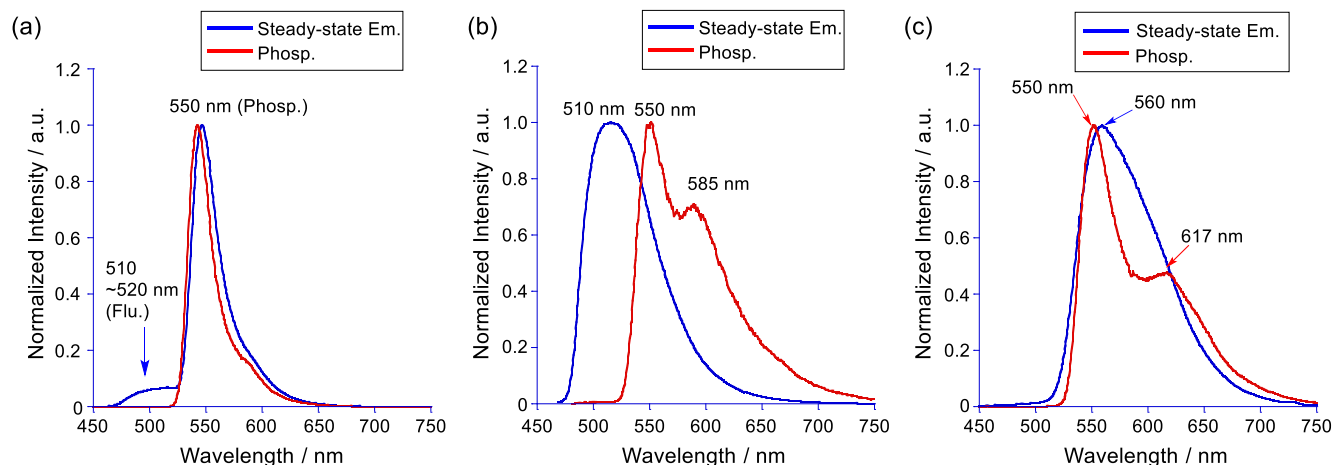 (a)
Steady-state Em.
Phosp.
1.2
550 nm (Phosp.)
1.0
0.8
0.6
510
~520 nm
(Flu.)
0.4
0.2
0
450 500 550 600 650 700 750
Normalized Intensity / a.u.
Wavelength / nm
(b)
Steady-state Em.
Phosp.
1.2
510 nm 550 nm
1.0
585 nm
0.8
0.6
0.4
0.2
0
450 500 550 600 650 700 750
Normalized Intensity / a.u.
Wavelength / nm
(c)
Steady-state Em.
Phosp.
1.2
550 nm 560 nm
1.0
0.8
0.6
617 nm
0.4
0.2
0
450 500 550 600 650 700 750
Normalized Intensity / a.u.
Wavelength / nm